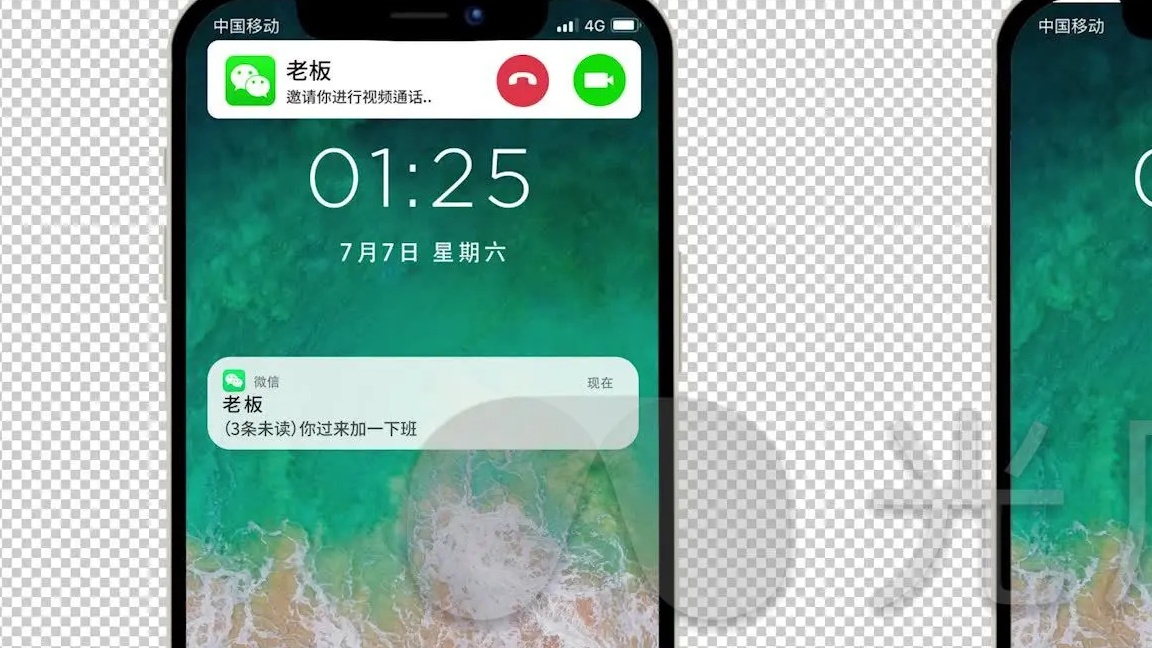 中国移动
4G
老板
邀请你进行视频通话..
01:25
7月7日 星期六
微信
现在
老板
(3条未读)你过来加一下班
中国移动
光